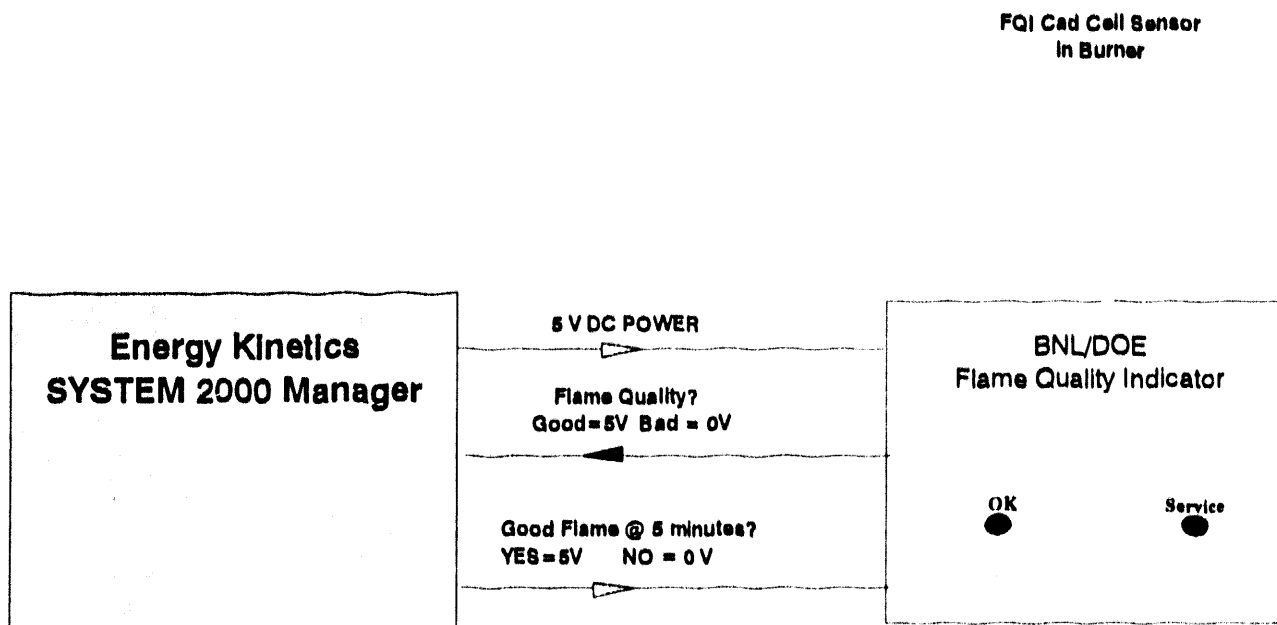 FQI Cad Cell Sensor
in Burner
Energy Kinetics
SYSTEM 2000 Manager
5 V DC POWER
Flame Quality?
Good=5V Bad = 0V
Good Flame @ 5 minutes?
YES=5V NO = 0 V
BNL/DOE
Flame Quality Indicator
OK
Service